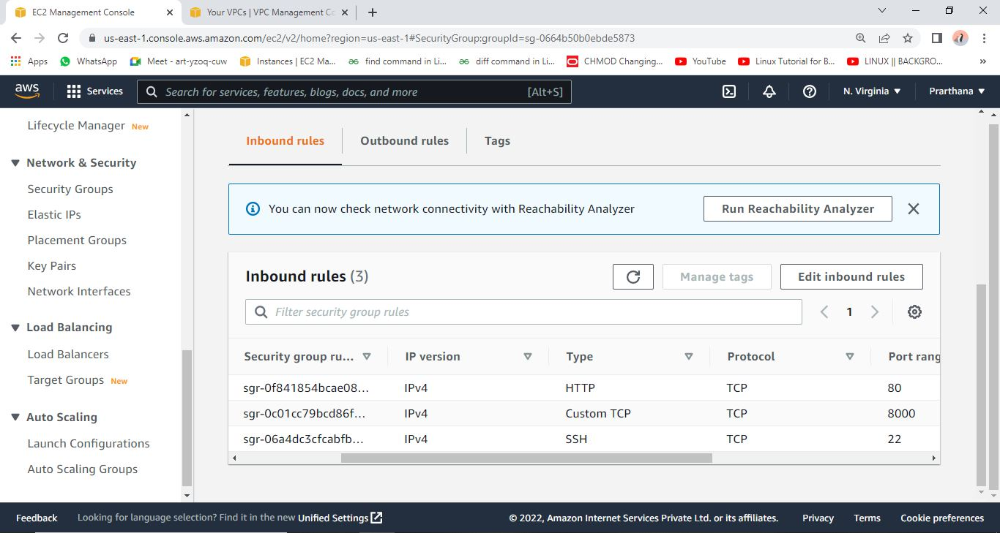 EC2 Management Console
Your VPCs | VPC Management Co
us-east-1.console.aws.amazon.com/ec2/v2/home?region=us-east-1#SecurityGroup:groupId=sg-0664b50b0ebde5873
Apps WhatsApp Meet - art-yzoq-cuw Instances | EC2 Ma... find command in Li... diff command in Li... CHMOD Changing... YouTube Linux Tutorial for B... LINUX || BACKGRO... »
aws Services Search for services, features, blogs, docs, and more [Alt+S] N. Virginia Prarthana
Lifecycle Manager New
Network & Security
Security Groups
Elastic IPs
Placement Groups
Key Pairs
Network Interfaces
Load Balancing
Load Balancers
Target Groups New
Auto Scaling
Launch Configurations
Auto Scaling Groups
Inbound rules Outbound rules Tags
You can now check network connectivity with Reachability Analyzer Run Reachability Analyzer
Inbound rules (3) Manage tags Edit inbound rules
Filter security group rules 1
Security group ru... IP version Type Protocol Port rang
sgr-0f841854bcae08... IPv4 HTTP TCP 80
sgr-0c01cc79bcd86f... IPv4 Custom TCP TCP 8000
sgr-06a4dc3cfcabfb... IPv4 SSH TCP 22
Feedback Looking for language selection? Find it in the new Unified Settings © 2022, Amazon Internet Services Private Ltd. or its affiliates. Privacy Terms Cookie preferences